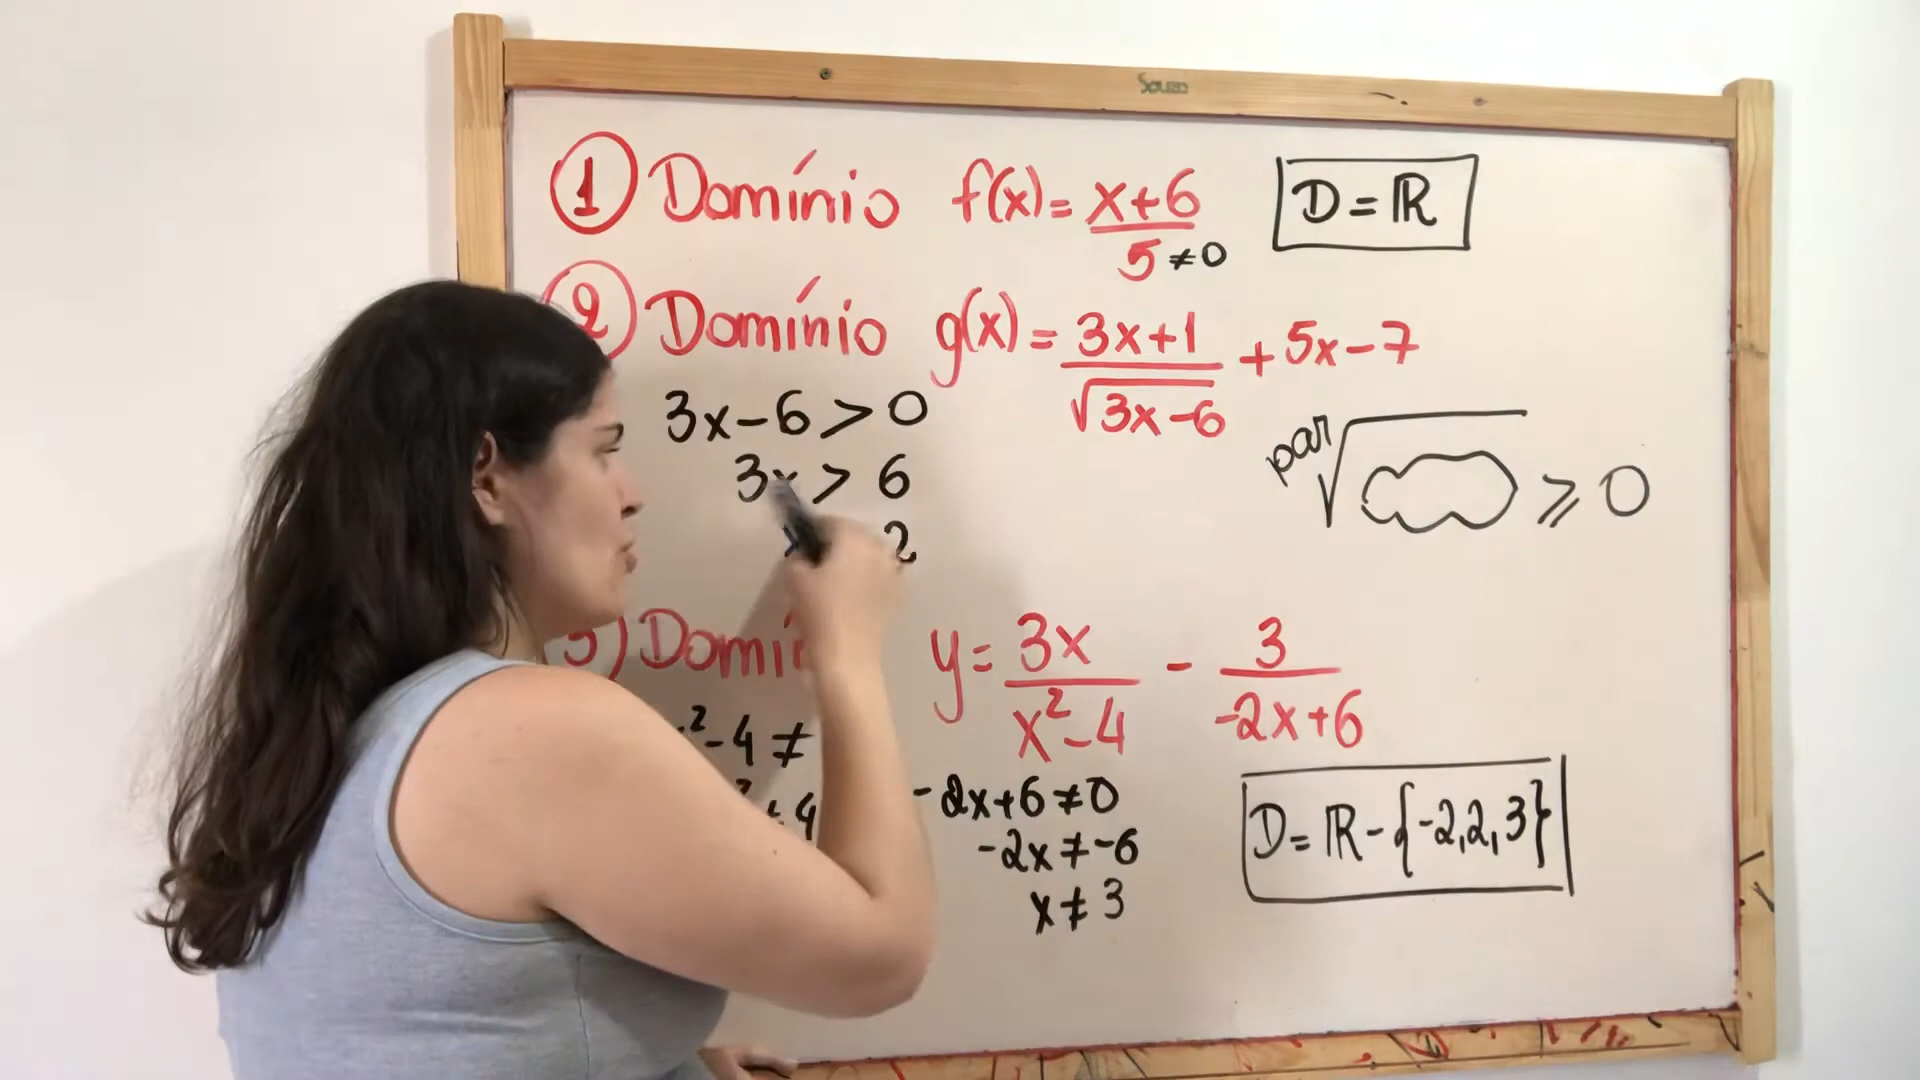 Souza
1 Domínio f(x) = x+6 / 5 ≠0 D = ℝ
2 Domínio g(x) = 3x+1 / √3x-6 + 5x-7
3x-6 > 0
3x > 6
2
par√ ≥ 0
3) Domí y = 3x / x²-4 - 3 / -2x+6
²-4 ≠
4
-2x+6 ≠ 0
-2x ≠ -6
x ≠ 3
D = ℝ - {-2, 2, 3}